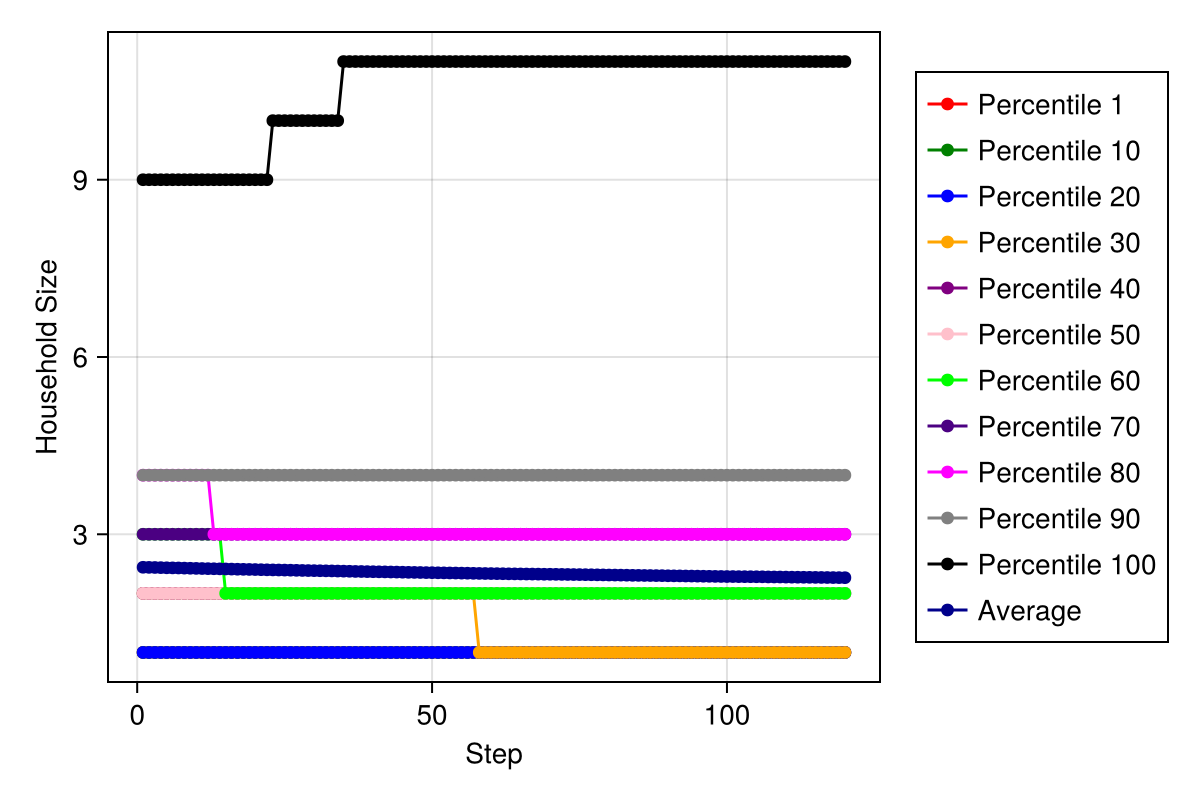 9
6
3
Household Size
0 50 100
Step
Percentile 1
Percentile 10
Percentile 20
Percentile 30
Percentile 40
Percentile 50
Percentile 60
Percentile 70
Percentile 80
Percentile 90
Percentile 100
Average